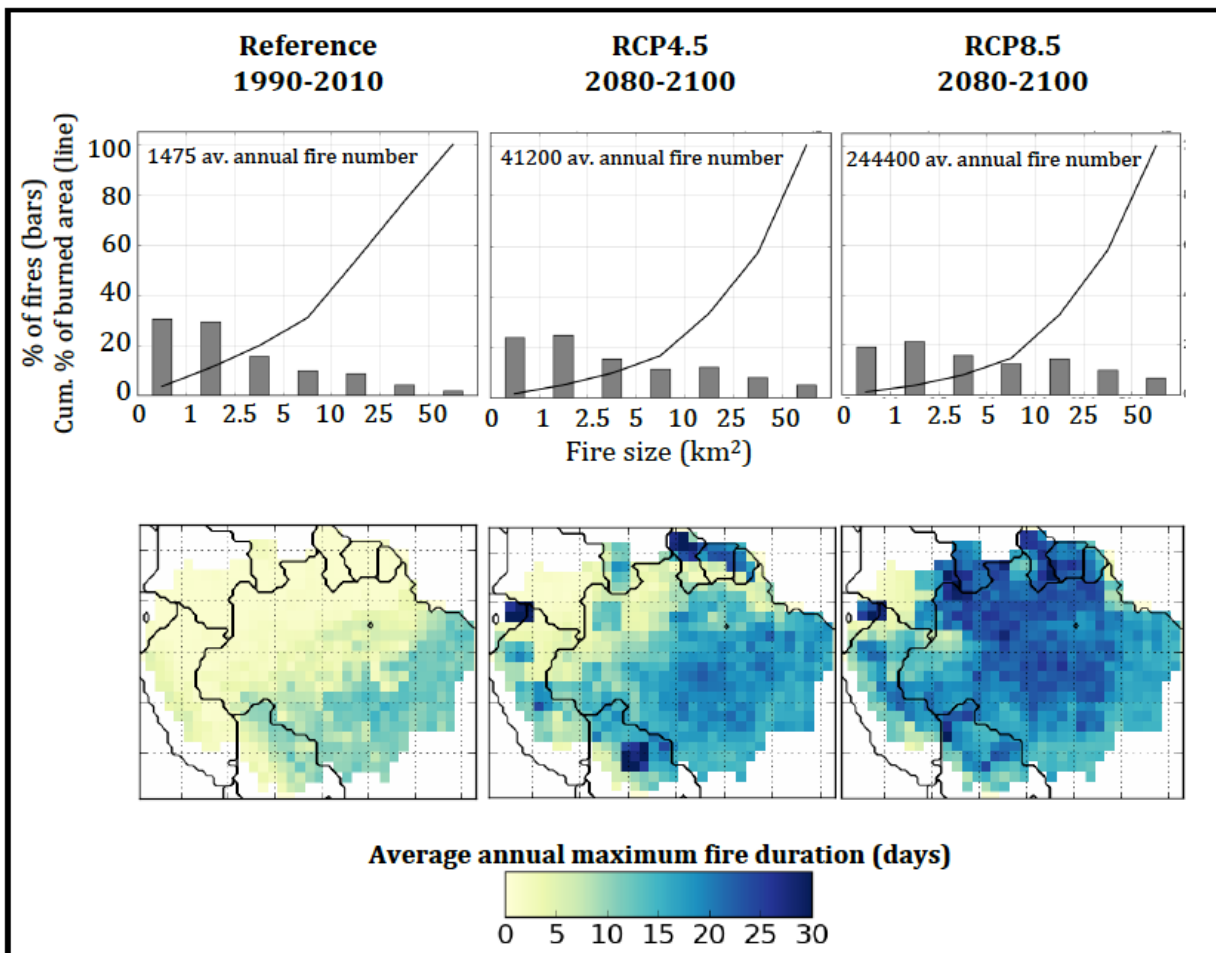 Reference
1990-2010
RCP4.5
2080-2100
RCP8.5
2080-2100
% of fires (bars)
Cum. % of burned area (line)
100
80
60
40
20
0
1475 av. annual fire number
41200 av. annual fire number
244400 av. annual fire number
0 1 2.5 5 10 25 50
0 1 2.5 5 10 25 50
0 1 2.5 5 10 25 50
Fire size (km²)
Average annual maximum fire duration (days)
0 5 10 15 20 25 30